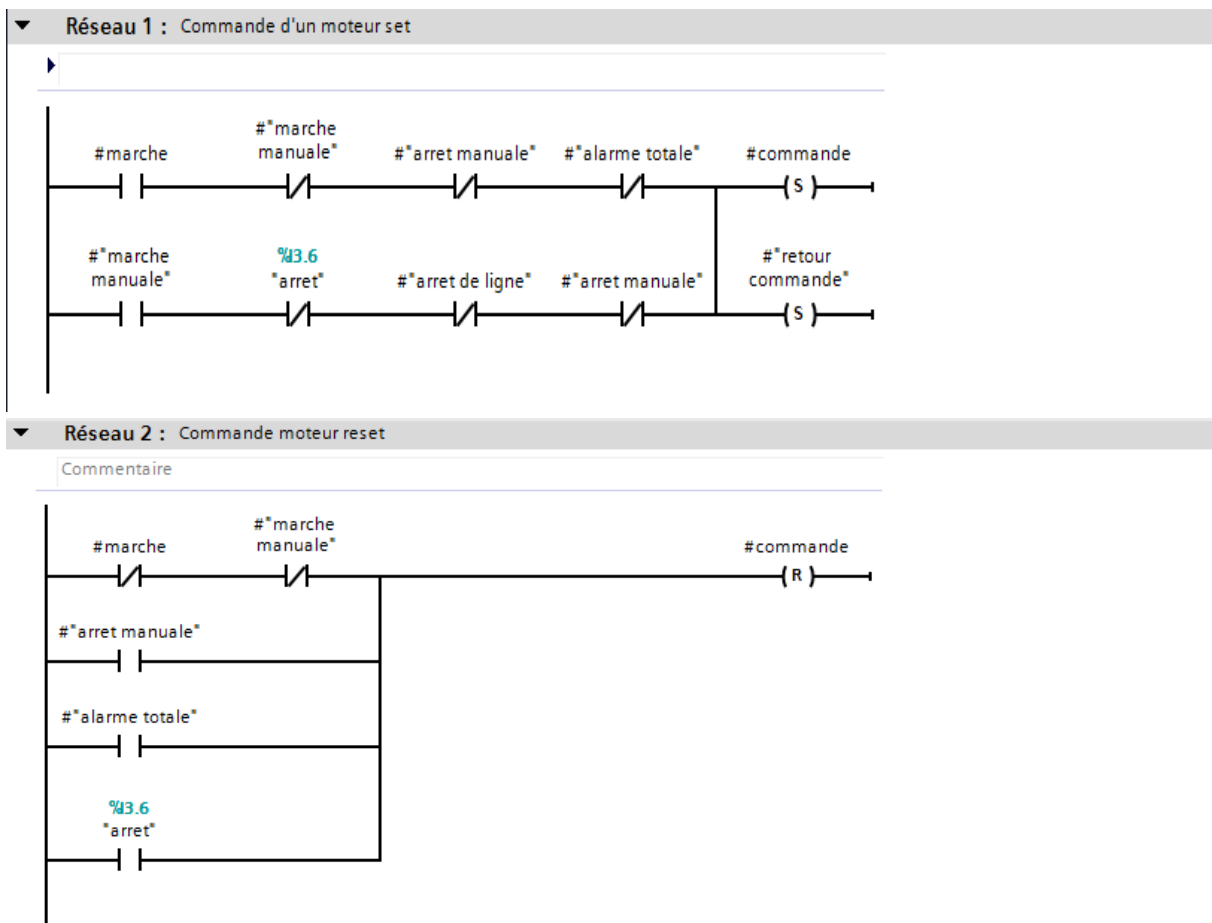 Réseau 1 : Commande d'un moteur set
#"marche
#marche manuale" #"arret manuale" #"alarme totale" #commande
( S )
#"marche %I3.6 #"retour
manuale" "arret" #"arret de ligne" #"arret manuale" commande"
( S )
Réseau 2 : Commande moteur reset
Commentaire
#"marche
#marche manuale" #commande
( R )
#"arret manuale"
#"alarme totale"
%I3.6
"arret"